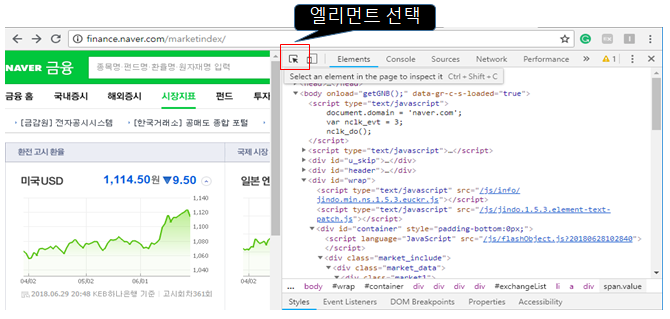 엘리먼트 선택
finance.naver.com/marketindex/
NAVER 금융
종목명·펀드명·환율명·원자재명 입력
금융 홈 국내증시 해외증시 시장지표 펀드 투자
[금감원] 전자공시시스템 [한국거래소] 공매도 종합 포털
환전 고시 환율 국제 시장
미국 USD 1,114.50원 ▼9.50 일본 엔
1,140
1,120
1,100
1,080
1,060
1,040
04/02 05/02 06/01 04/02
2018.06.29 20:48 KEB하나은행 기준 고시회차361회
Elements Console Sources Network Performance » 1
Select an element in the page to inspect it Ctrl + Shift + C
▼<body onload="getGNB();" data-gr-c-s-loaded="true">
▼<script type="text/javascript">
document.domain = 'naver.com';
var nclk_evt = 3;
nclk_do();
</script>
▶<script type="text/javascript">…</script>
▶<div id="u_skip">…</div>
▶<div id="header">…</div>
▼<div id="wrap">
<script type="text/javascript" src="/js/info/
jindo.min.ns.1.5.3.euckr.js"></script>
<script type="text/javascript" src="/js/jindo.1.5.3.element-text-
patch.js"></script>
▼<div id="container" style="padding-bottom:0px;">
<script language="JavaScript" src="/js/flashObject.js?20180628102840">
</script>
▼<div class="market_include">
▼<div class="market_data">
▼<div class="market1">
... body #wrap #container div div div #exchangeList li a div span.value
Styles Event Listeners DOM Breakpoints Properties Accessibility